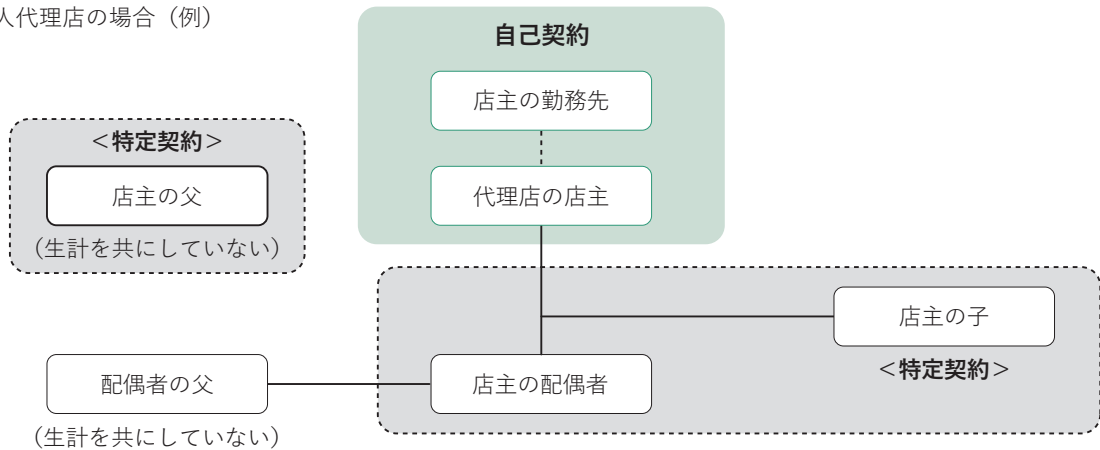 人代理店の場合（例）
自己契約
店主の勤務先
＜特定契約＞
店主の父
代理店の店主
（生計を共にしていない）
店主の子
配偶者の父
店主の配偶者
＜特定契約＞
（生計を共にしていない）